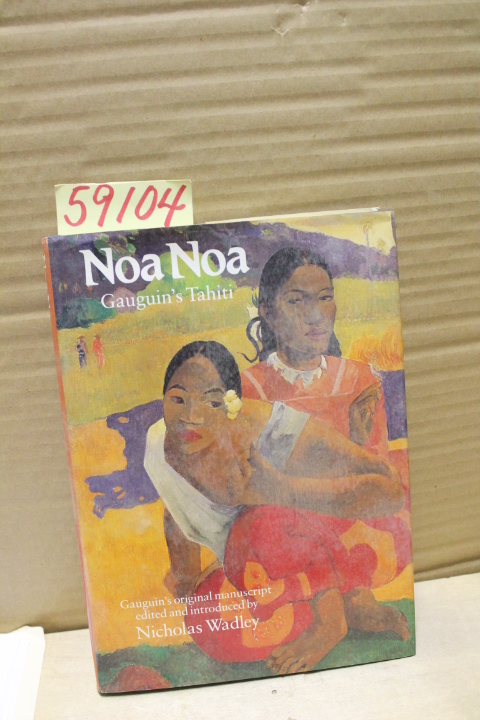 59104
Noa Noa
Gauguin's Tahiti
Gauguin's original manuscript
edited and introduced by
Nicholas Wadley